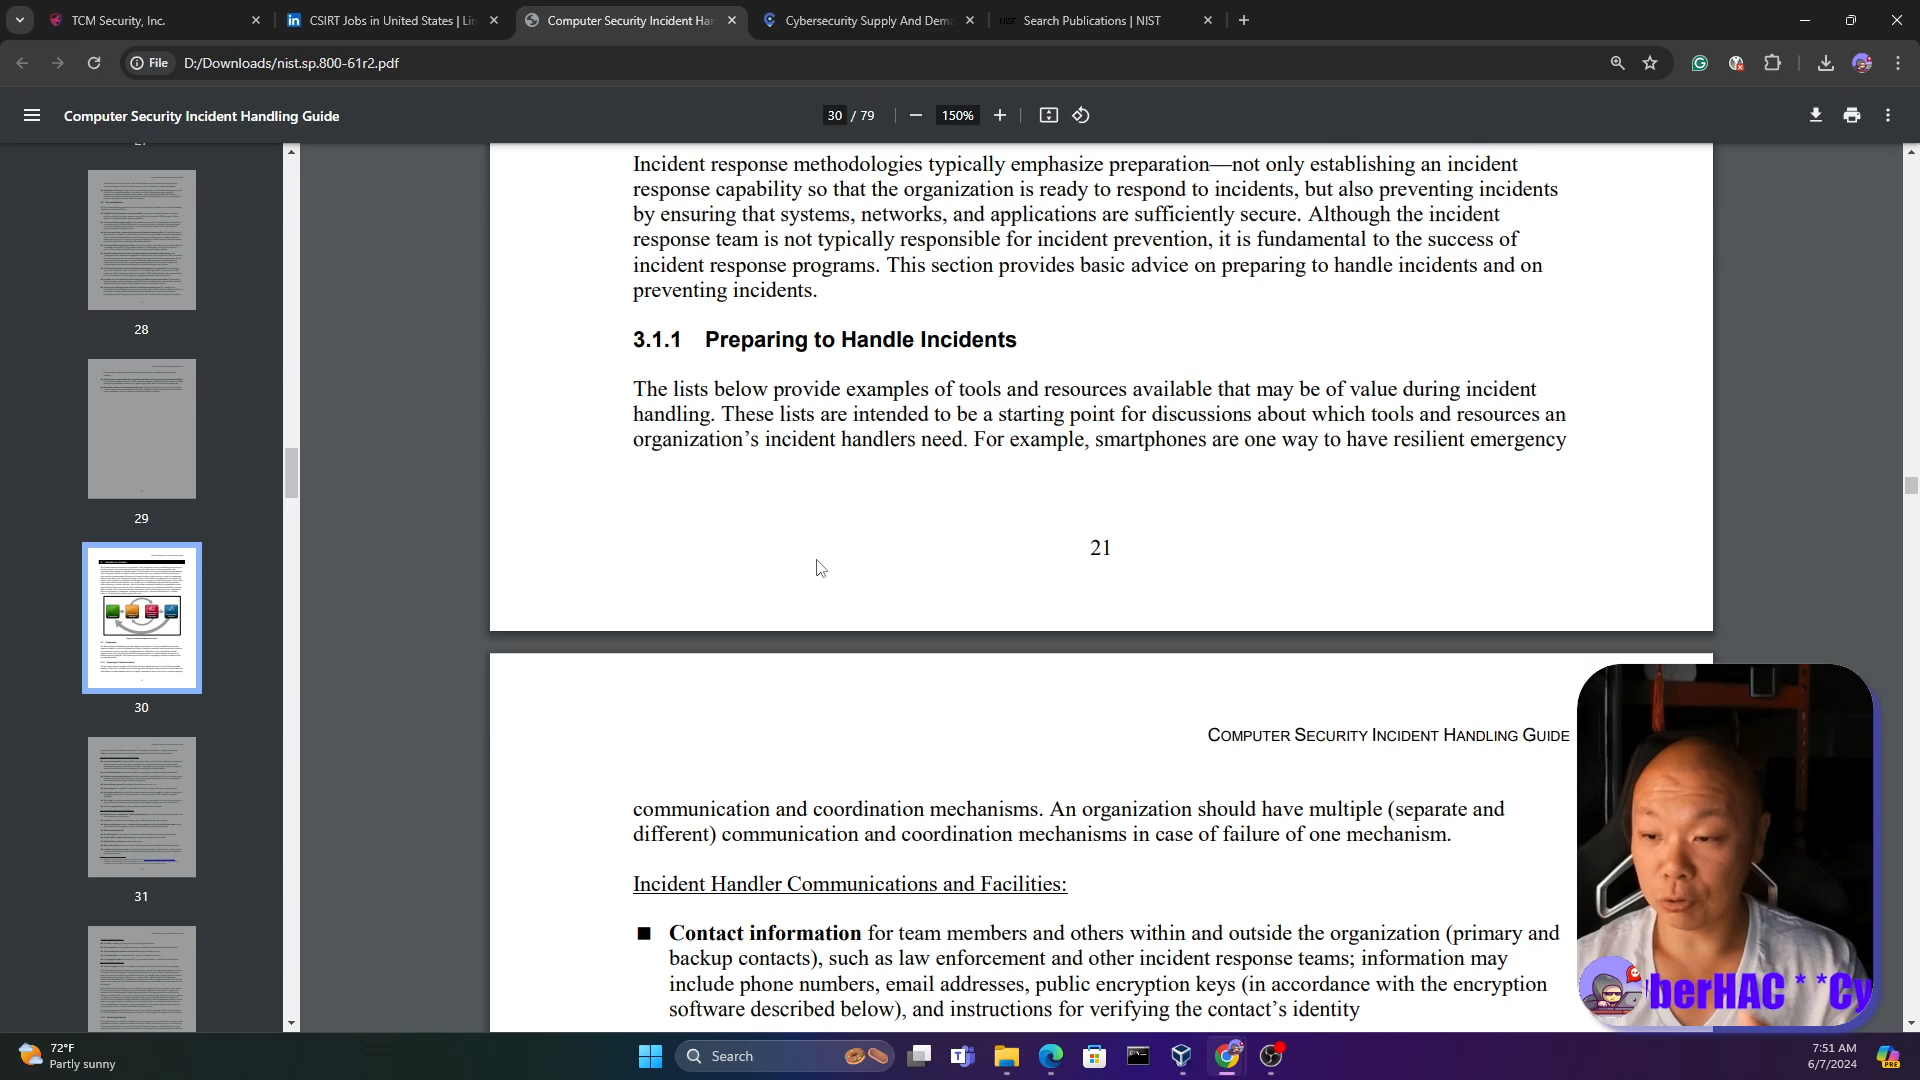 TCM Security, Inc.
CSIRT Jobs in United States | Lin
Computer Security Incident Han
Cybersecurity Supply And Dem
NIST
Search Publications | NIST
File
D:/Downloads/nist.sp.800-61r2.pdf
Computer Security Incident Handling Guide
30 / 79
150%
28
29
30
31
Incident response methodologies typically emphasize preparation—not only establishing an incident
response capability so that the organization is ready to respond to incidents, but also preventing incidents
by ensuring that systems, networks, and applications are sufficiently secure. Although the incident
response team is not typically responsible for incident prevention, it is fundamental to the success of
incident response programs. This section provides basic advice on preparing to handle incidents and on
preventing incidents.
3.1.1 Preparing to Handle Incidents
The lists below provide examples of tools and resources available that may be of value during incident
handling. These lists are intended to be a starting point for discussions about which tools and resources an
organization’s incident handlers need. For example, smartphones are one way to have resilient emergency
21
COMPUTER SECURITY INCIDENT HANDLING GUIDE
communication and coordination mechanisms. An organization should have multiple (separate and
different) communication and coordination mechanisms in case of failure of one mechanism.
Incident Handler Communications and Facilities:
■ Contact information for team members and others within and outside the organization (primary and
backup contacts), such as law enforcement and other incident response teams; information may
include phone numbers, email addresses, public encryption keys (in accordance with the encryption
software described below), and instructions for verifying the contact’s identity
berHAC * *Cy
72°F
Partly sunny
Search
7:51 AM
6/7/2024
PRE